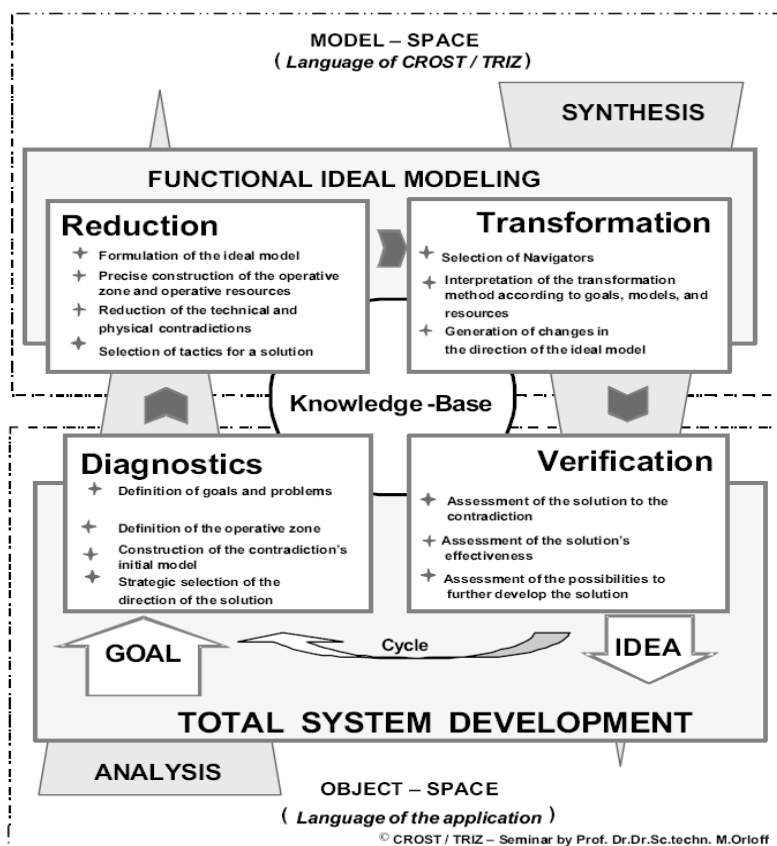 MODEL – SPACE
( Language of CROST / TRIZ)
SYNTHESIS
FUNCTIONAL IDEAL MODELING
Reduction
Formulation of the ideal model
Precise construction of the operative
zone and operative resources
Reduction of the technical and
physical contradictions
Selection of tactics for a solution
Transformation
Selection of Navigators
Interpretation of the transformation
method according to goals, models, and
resources
Generation of changes in
the direction of the ideal model
Knowledge -Base
Diagnostics
Definition of goals and problems
Definition of the operative zone
Construction of the contradiction's
initial model
Strategic selection of the
direction of the solution
Verification
Assessment of the solution to the
contradiction
Assessment of the solution's
effectiveness
Assessment of the possibilities to
further develop the solution
GOAL
Cycle
IDEA
TOTAL SYSTEM DEVELOPMENT
ANALYSIS
OBJECT – SPACE
( Language of the application )
© CROST / TRIZ – Seminar by Prof. Dr.Dr.Sc.techn. M.Orloff